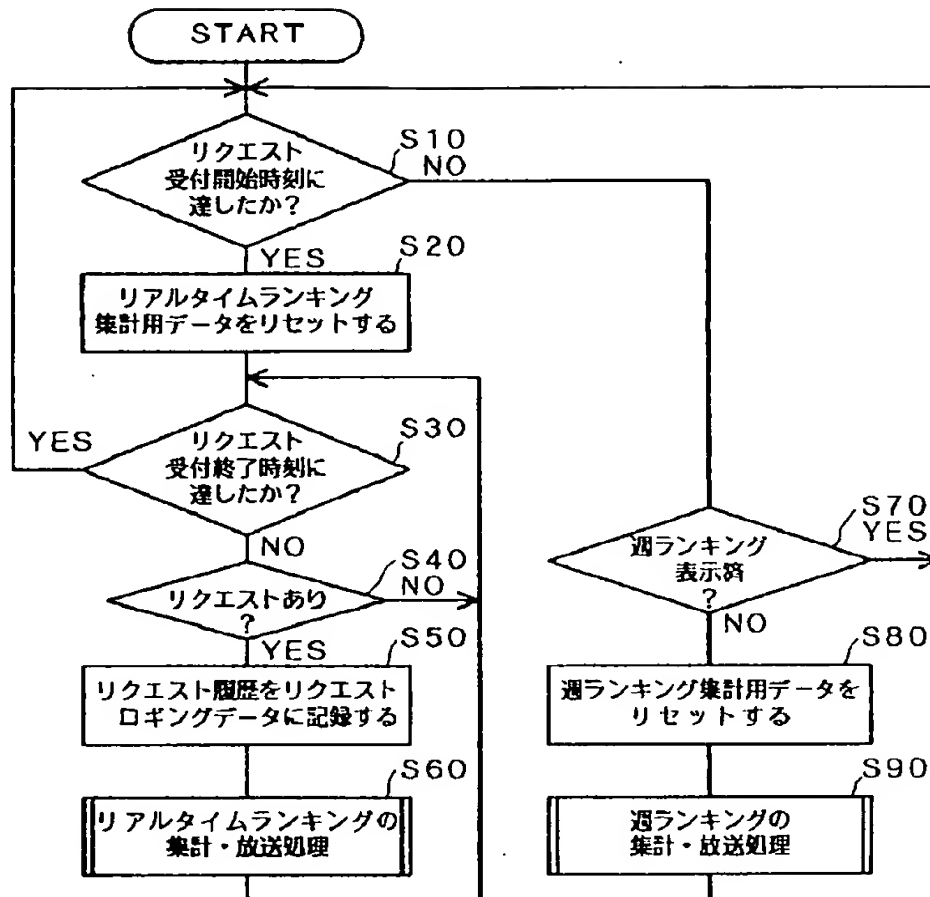 START
S10
リクエスト
受付開始時刻に
達したか?
NO
YES
S20
リアルタイムランキング
集計用データをリセットする
S30
YES
リクエスト
受付終了時刻に
達したか?
NO
S40
リクエストあり
?
NO
YES
S50
リクエスト履歴をリクエスト
ロギングデータに記録する
S60
リアルタイムランキングの
集計・放送処理
S70
YES
週ランキング
表示済
?
NO
S80
週ランキング集計用データを
リセットする
S90
週ランキングの
集計・放送処理